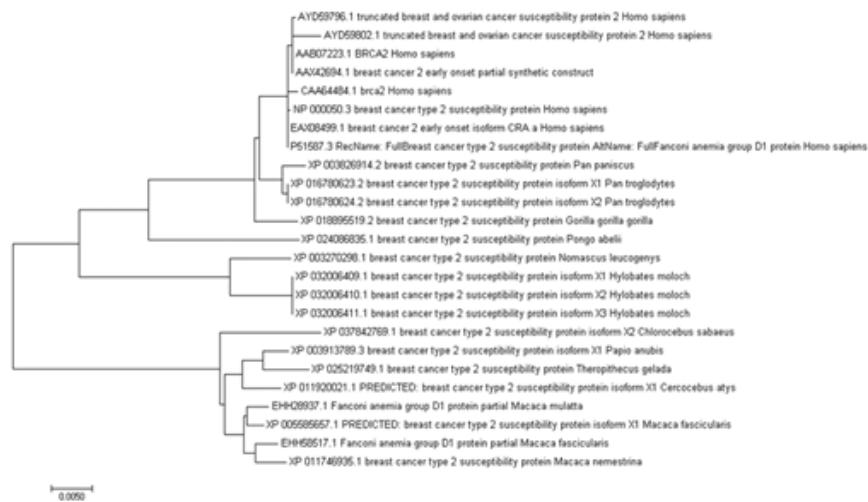 AYD59796.1 truncated breast and ovarian cancer susceptibility protein 2 Homo sapiens
AYD59802.1 truncated breast and ovarian cancer susceptibility protein 2 Homo sapiens
AAB07223.1 BRCA2 Homo sapiens
AAX42694.1 breast cancer 2 early onset partial synthetic construct
CAA64484.1 brca2 Homo sapiens
NP 000050.3 breast cancer type 2 susceptibility protein Homo sapiens
EAX08499.1 breast cancer 2 early onset isoform CRA a Homo sapiens
P51587.3 RecName: FullBreast cancer type 2 susceptibility protein AltName: FullFanconi anemia group D1 protein Homo sapiens
XP 003826914.2 breast cancer type 2 susceptibility protein Pan paniscus
XP 016780623.2 breast cancer type 2 susceptibility protein isoform X1 Pan troglodytes
XP 016780624.2 breast cancer type 2 susceptibility protein isoform X2 Pan troglodytes
XP 018895519.2 breast cancer type 2 susceptibility protein Gorilla gorilla gorilla
XP 024086835.1 breast cancer type 2 susceptibility protein Pongo abelii
XP 003270298.1 breast cancer type 2 susceptibility protein Nomascus leucogenys
XP 032006409.1 breast cancer type 2 susceptibility protein isoform X1 Hylobates moloch
XP 032006410.1 breast cancer type 2 susceptibility protein isoform X2 Hylobates moloch
XP 032006411.1 breast cancer type 2 susceptibility protein isoform X3 Hylobates moloch
XP 037842769.1 breast cancer type 2 susceptibility protein isoform X2 Chlorocebus sabaeus
XP 003913789.3 breast cancer type 2 susceptibility protein isoform X1 Papio anubis
XP 025219749.1 breast cancer type 2 susceptibility protein Theropithecus gelada
XP 011920021.1 PREDICTED: breast cancer type 2 susceptibility protein isoform X1 Cercocebus atys
EHH28937.1 Fanconi anemia group D1 protein partial Macaca mulatta
XP 005585657.1 PREDICTED: breast cancer type 2 susceptibility protein isoform X1 Macaca fascicularis
EHH58517.1 Fanconi anemia group D1 protein partial Macaca fascicularis
XP 011746935.1 breast cancer type 2 susceptibility protein Macaca nemestrina
0.0050